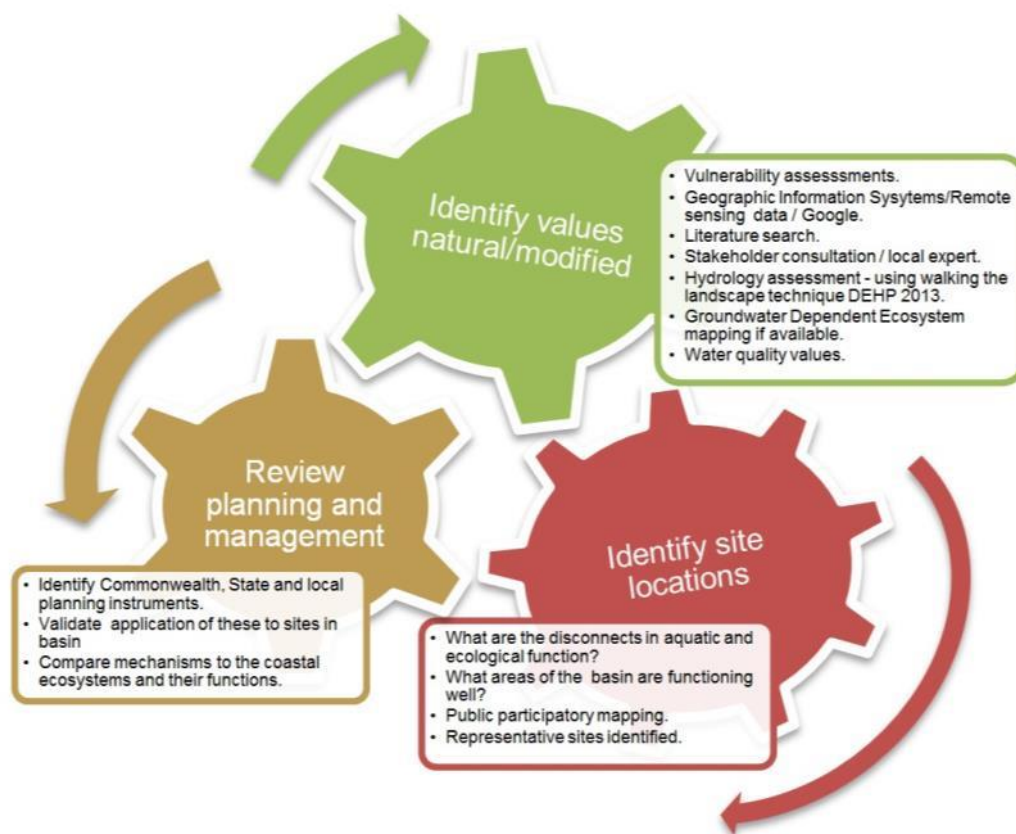 Identify values
natural/modified
• Vulnerability assesssments.
• Geographic Information Sysytems/Remote
sensing data / Google.
• Literature search.
• Stakeholder consultation / local expert.
• Hydrology assessment - using walking the
landscape technique DEHP 2013.
• Groundwater Dependent Ecosystem
mapping if available.
• Water quality values.
Review
planning and
management
• Identify Commonwealth, State and local
planning instruments.
• Validate application of these to sites in
basin
• Compare mechanisms to the coastal
ecosystems and their functions.
Identify site
locations
• What are the disconnects in aquatic and
ecological function?
• What areas of the basin are functioning
well?
• Public participatory mapping.
• Representative sites identified.